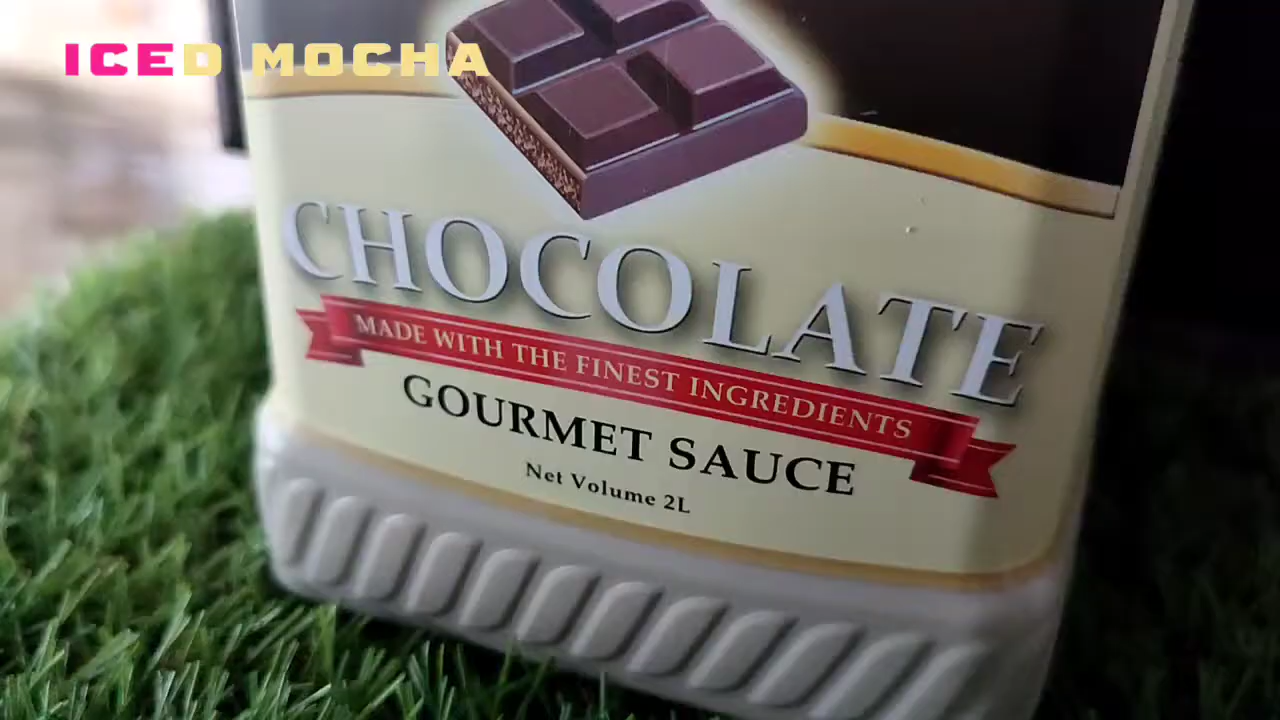 ICED MOCHA
CHOCOLATE
MADE WITH THE FINEST INGREDIENTS
GOURMET SAUCE
Net Volume 2L